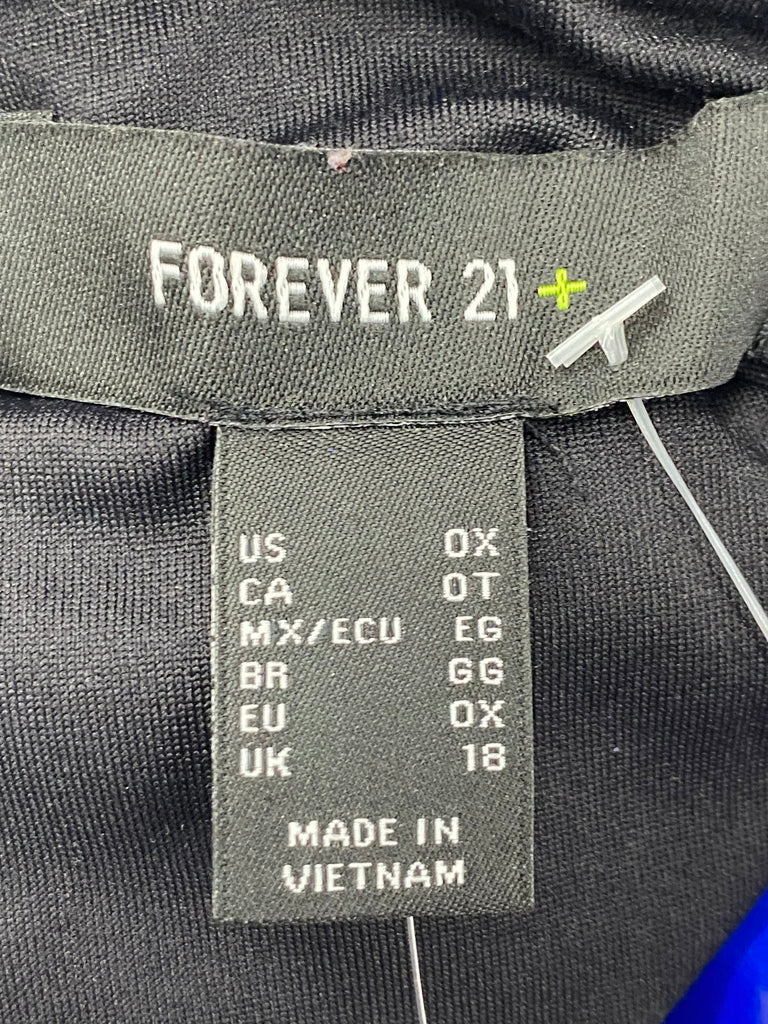 FOREVER 21+
US 0X
CA 0T
MX/ECU EG
BR GG
EU 0X
UK 18
MADE IN
VIETNAM